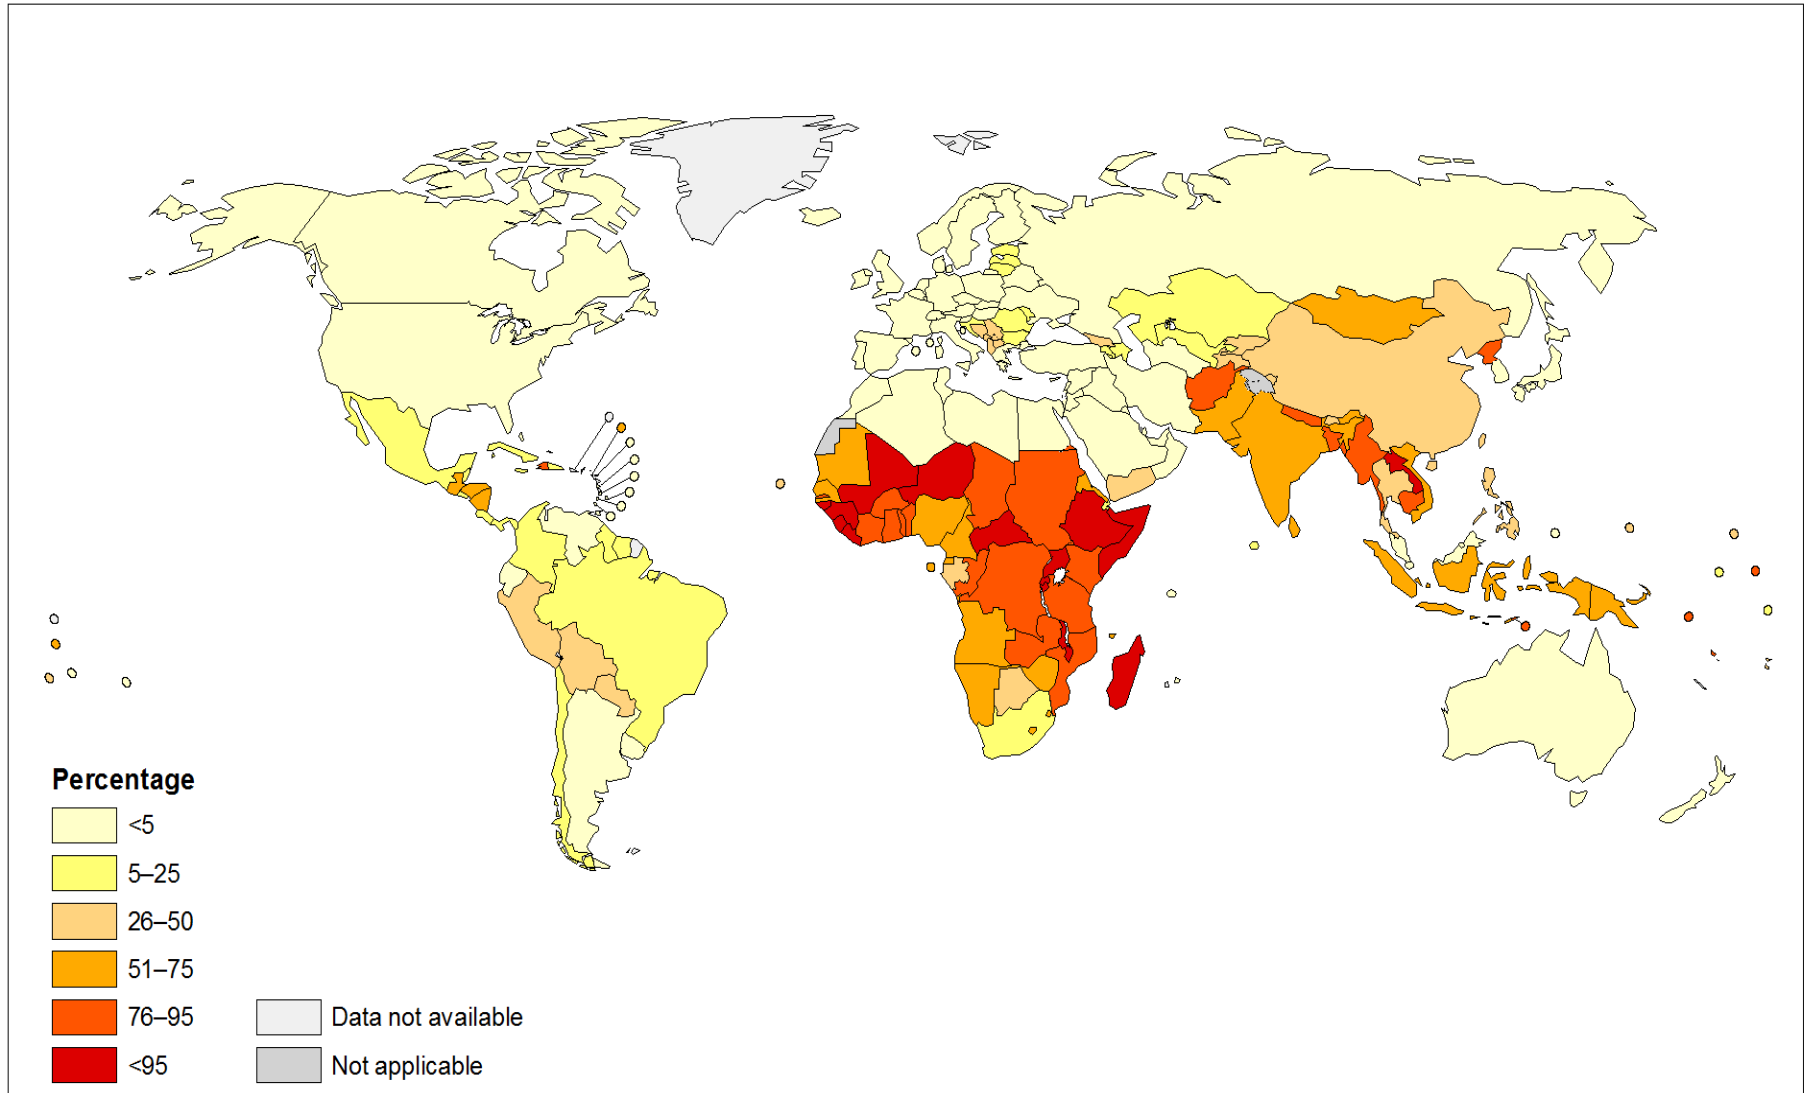 Percentage
<5
5–25
26–50
51–75
76–95
<95
Data not available
Not applicable